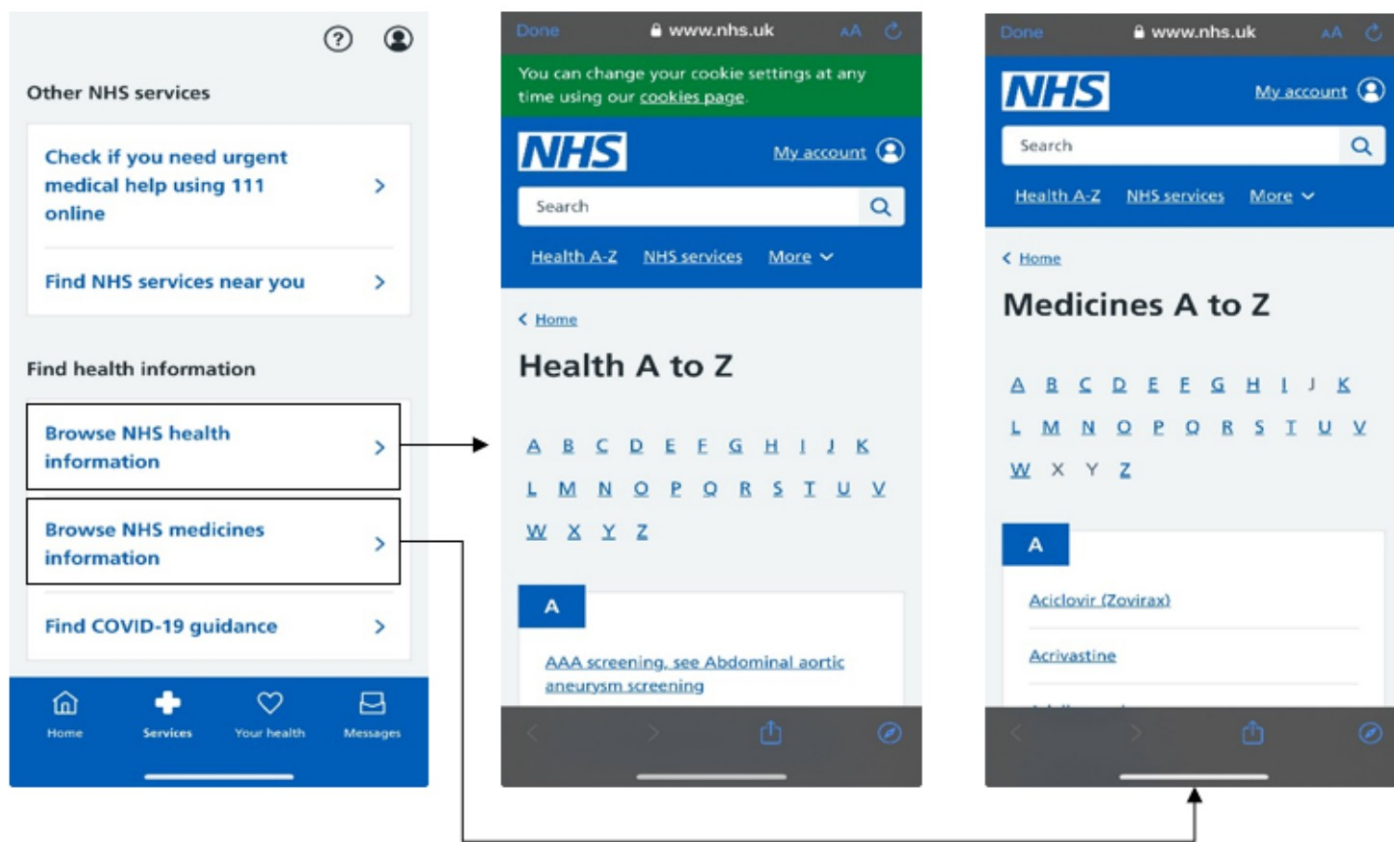 Other NHS services
Check if you need urgent
medical help using 111
online
Find NHS services near you
Find health information
Browse NHS health
information
Browse NHS medicines
information
Find COVID-19 guidance
Home Services Your health Messages
Done www.nhs.uk AA
You can change your cookie settings at any
time using our cookies page.
NHS My account
Search
Health A-Z NHS services More
Home
Health A to Z
A B C D E F G H I J K
L M N O P Q R S T U V
W X Y Z
A
AAA screening, see Abdominal aortic
aneurysm screening
Done www.nhs.uk AA
NHS My account
Search
Health A-Z NHS services More
Home
Medicines A to Z
A B C D E F G H I J K
L M N O P Q R S T U V
W X Y Z
A
Aciclovir (Zovirax)
Acrivastine